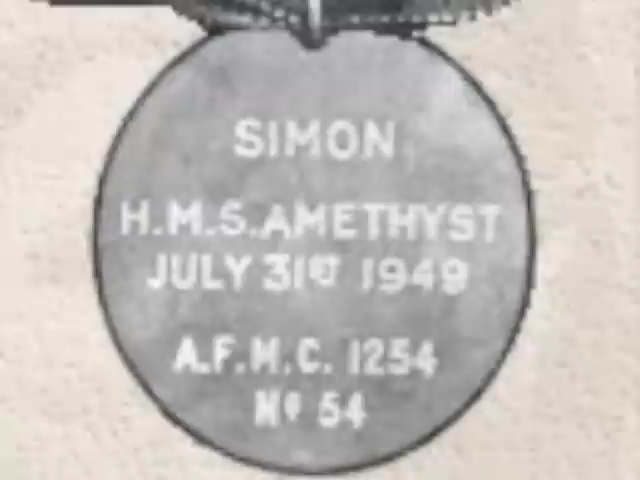 SIMON
H.M.S. AMETHYST
JULY 31ST 1949
A.F.M.C. 1254
No 54